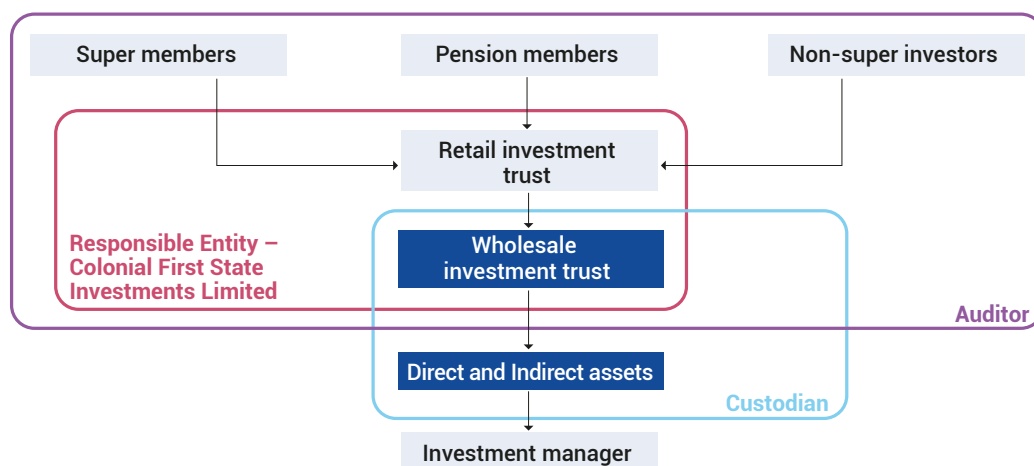 Super members
Pension members
Non-super investors
Retail investment
trust
Responsible Entity –
Colonial First State
Investments Limited
Wholesale
investment trust
Auditor
Direct and Indirect assets
Custodian
Investment manager